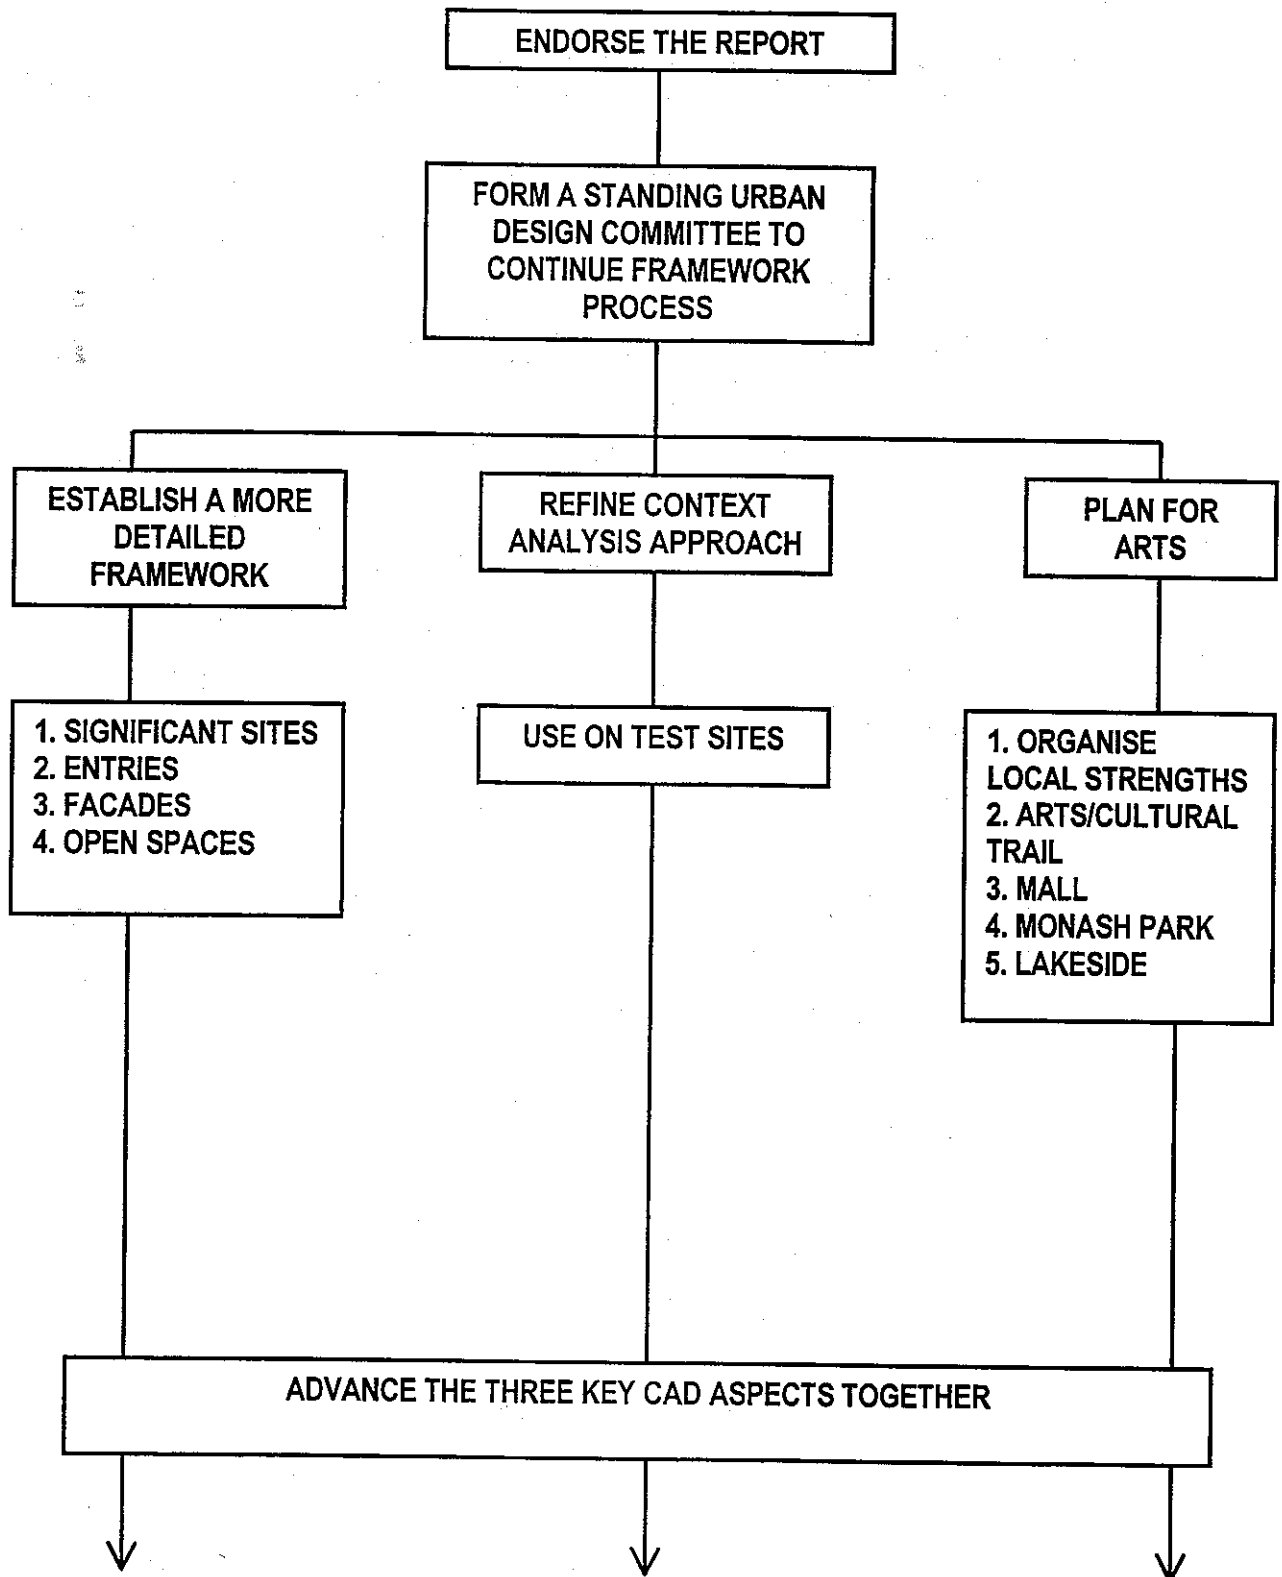 ENDORSE THE REPORT
FORM A STANDING URBAN
DESIGN COMMITTEE TO
CONTINUE FRAMEWORK
PROCESS
ESTABLISH A MORE
DETAILED
FRAMEWORK
REFINE CONTEXT
ANALYSIS APPROACH
PLAN FOR
ARTS
1. SIGNIFICANT SITES
2. ENTRIES
3. FACADES
4. OPEN SPACES
USE ON TEST SITES
1. ORGANISE
LOCAL STRENGTHS
2. ARTS/CULTURAL
TRAIL
3. MALL
4. MONASH PARK
5. LAKESIDE
ADVANCE THE THREE KEY CAD ASPECTS TOGETHER